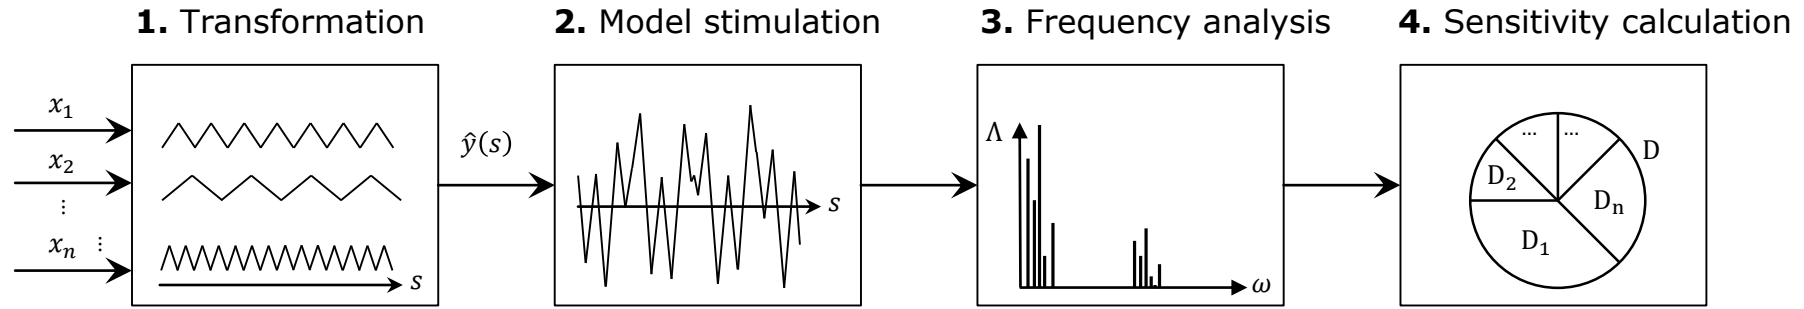 1. Transformation
2. Model stimulation
3. Frequency analysis
4. Sensitivity calculation
x₁
x₂
⋮
xₙ ⋮
s
ŷ(s)
s
Λ
ω
... ...
D
D₂
Dₙ
D₁